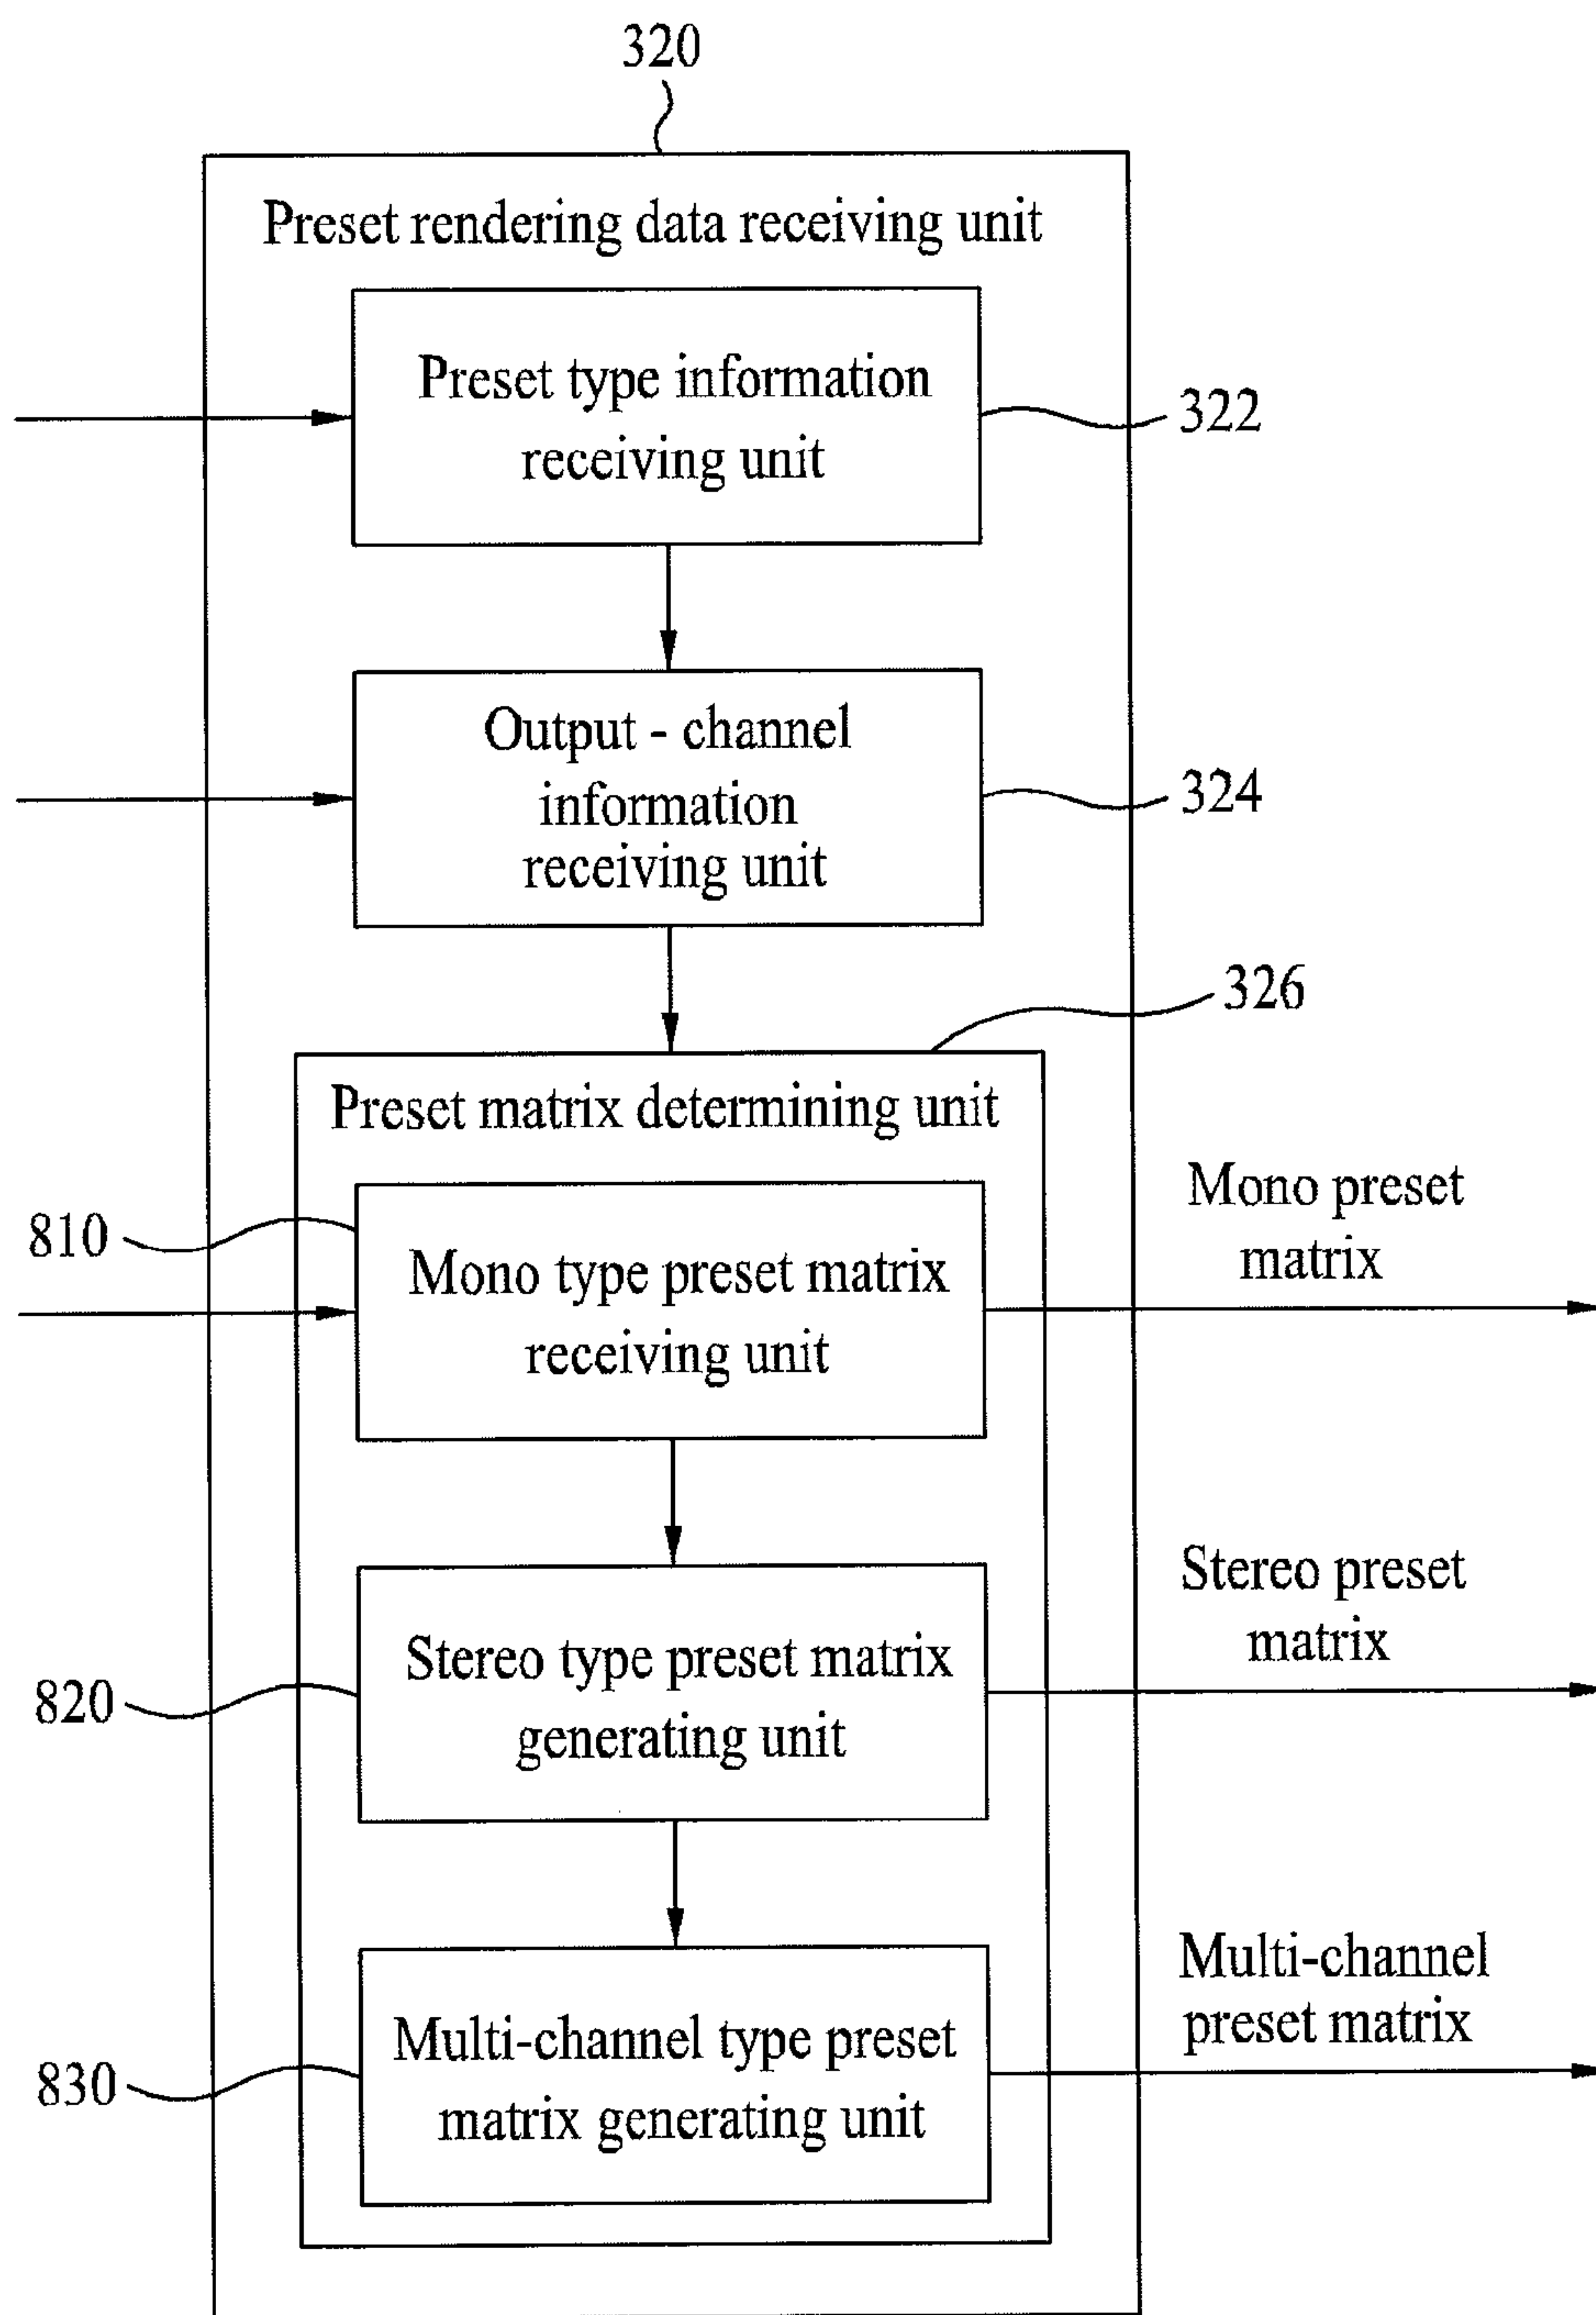 320
Preset rendering data receiving unit
Preset type information
receiving unit
322
Output - channel
information
receiving unit
324
326
Preset matrix determining unit
810
Mono type preset matrix
receiving unit
Mono preset
matrix
820
Stereo type preset matrix
generating unit
Stereo preset
matrix
830
Multi-channel type preset
matrix generating unit
Multi-channel
preset matrix